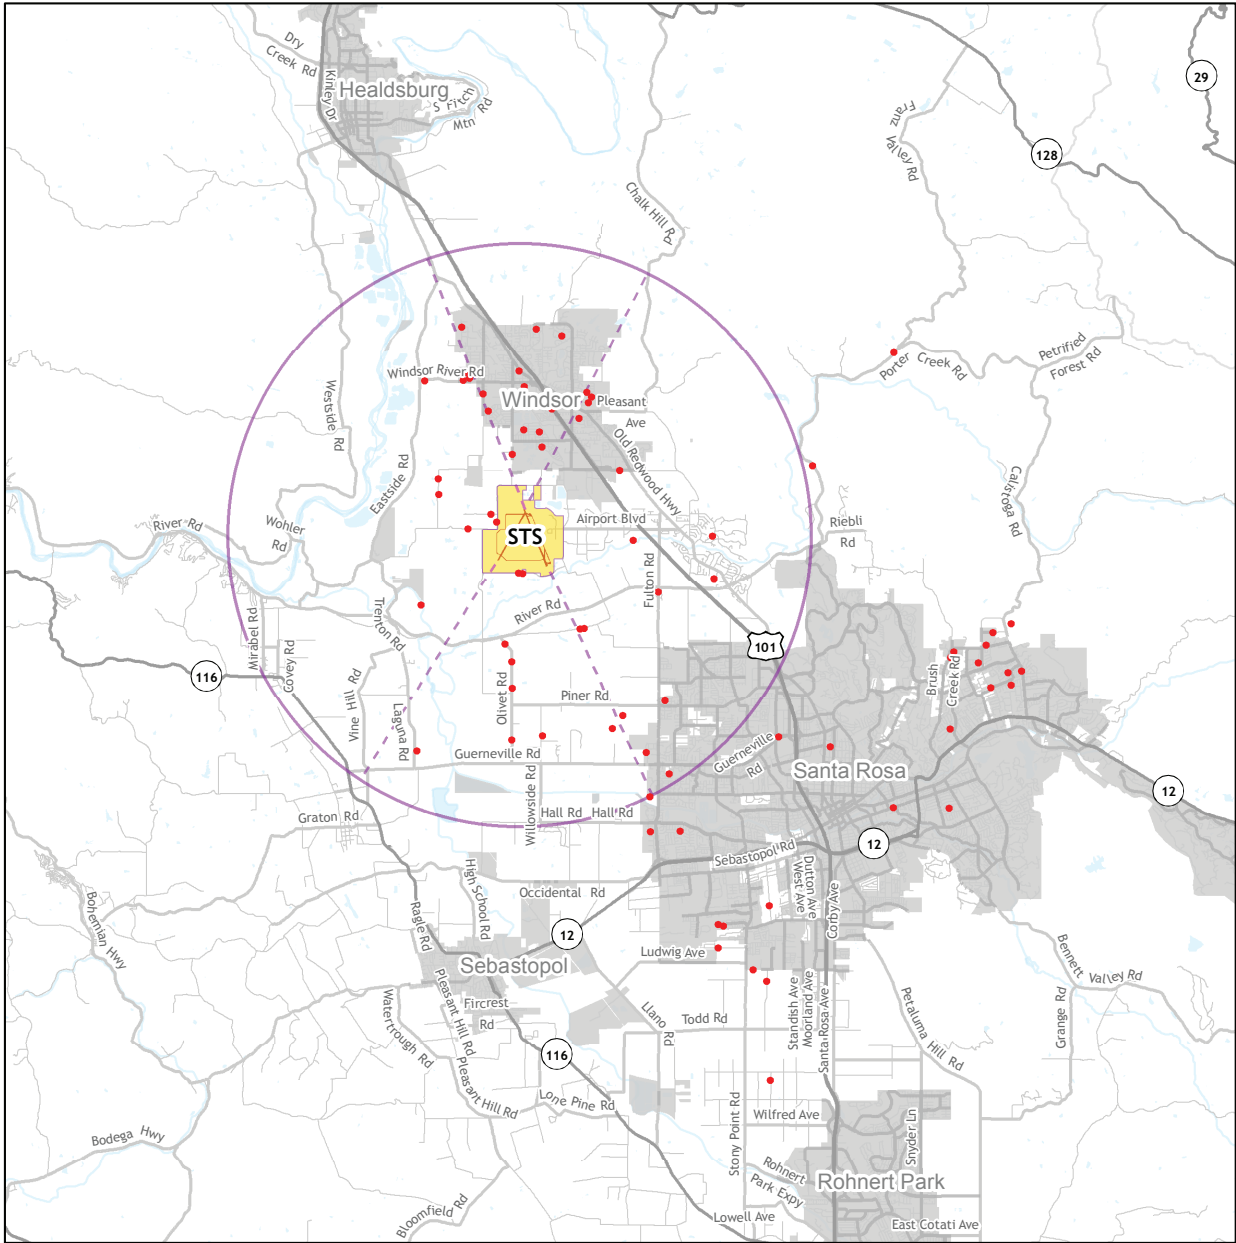 Dry
Creek Rd
Kinley Dr
Healdsburg
S Fitch
Mtn Rd
29
Franz
Valley Rd
128
Chalk Hill Rd
Westside Rd
Windsor River Rd
Windsor
Pleasant
Ave
Old Redwood Hwy
Porter Creek Rd
Petrified
Forest Rd
Calistoga Rd
Eastside Rd
River Rd
Wohler
Rd
STS
Airport Blvd
Riebli
Rd
Fulton Rd
River Rd
Trenton Rd
Mirabel Rd
Covey Rd
116
101
Brush
Creek Rd
Vine Hill Rd
Laguna Rd
Olivet Rd
Piner Rd
Guerneville Rd
Guerneville
Rd
Santa Rosa
12
Willowside Rd
Graton Rd
Hall Rd
Hall Rd
Sebastopol Rd
12
Dutton Ave
West Ave
Corby Ave
High School Rd
Occidental Rd
Bohemian Hwy
Ragle Rd
12
Sebastopol
Ludwig Ave
Bennett Valley Rd
Grange Rd
Pleasant Hill Rd
Fircrest
Rd
Watertrough Rd
Llano Rd
Todd Rd
Standish Ave
Moorland Ave
Santa Rosa Ave
Petaluma Hill Rd
116
Pleasant Hill Rd
Lone Pine Rd
Stony Point Rd
Wilfred Ave
Snyder Ln
Bodega Hwy
Rohnert
Park Expy
Rohnert Park
Bloomfield Rd
Lowell Ave
East Cotati Ave